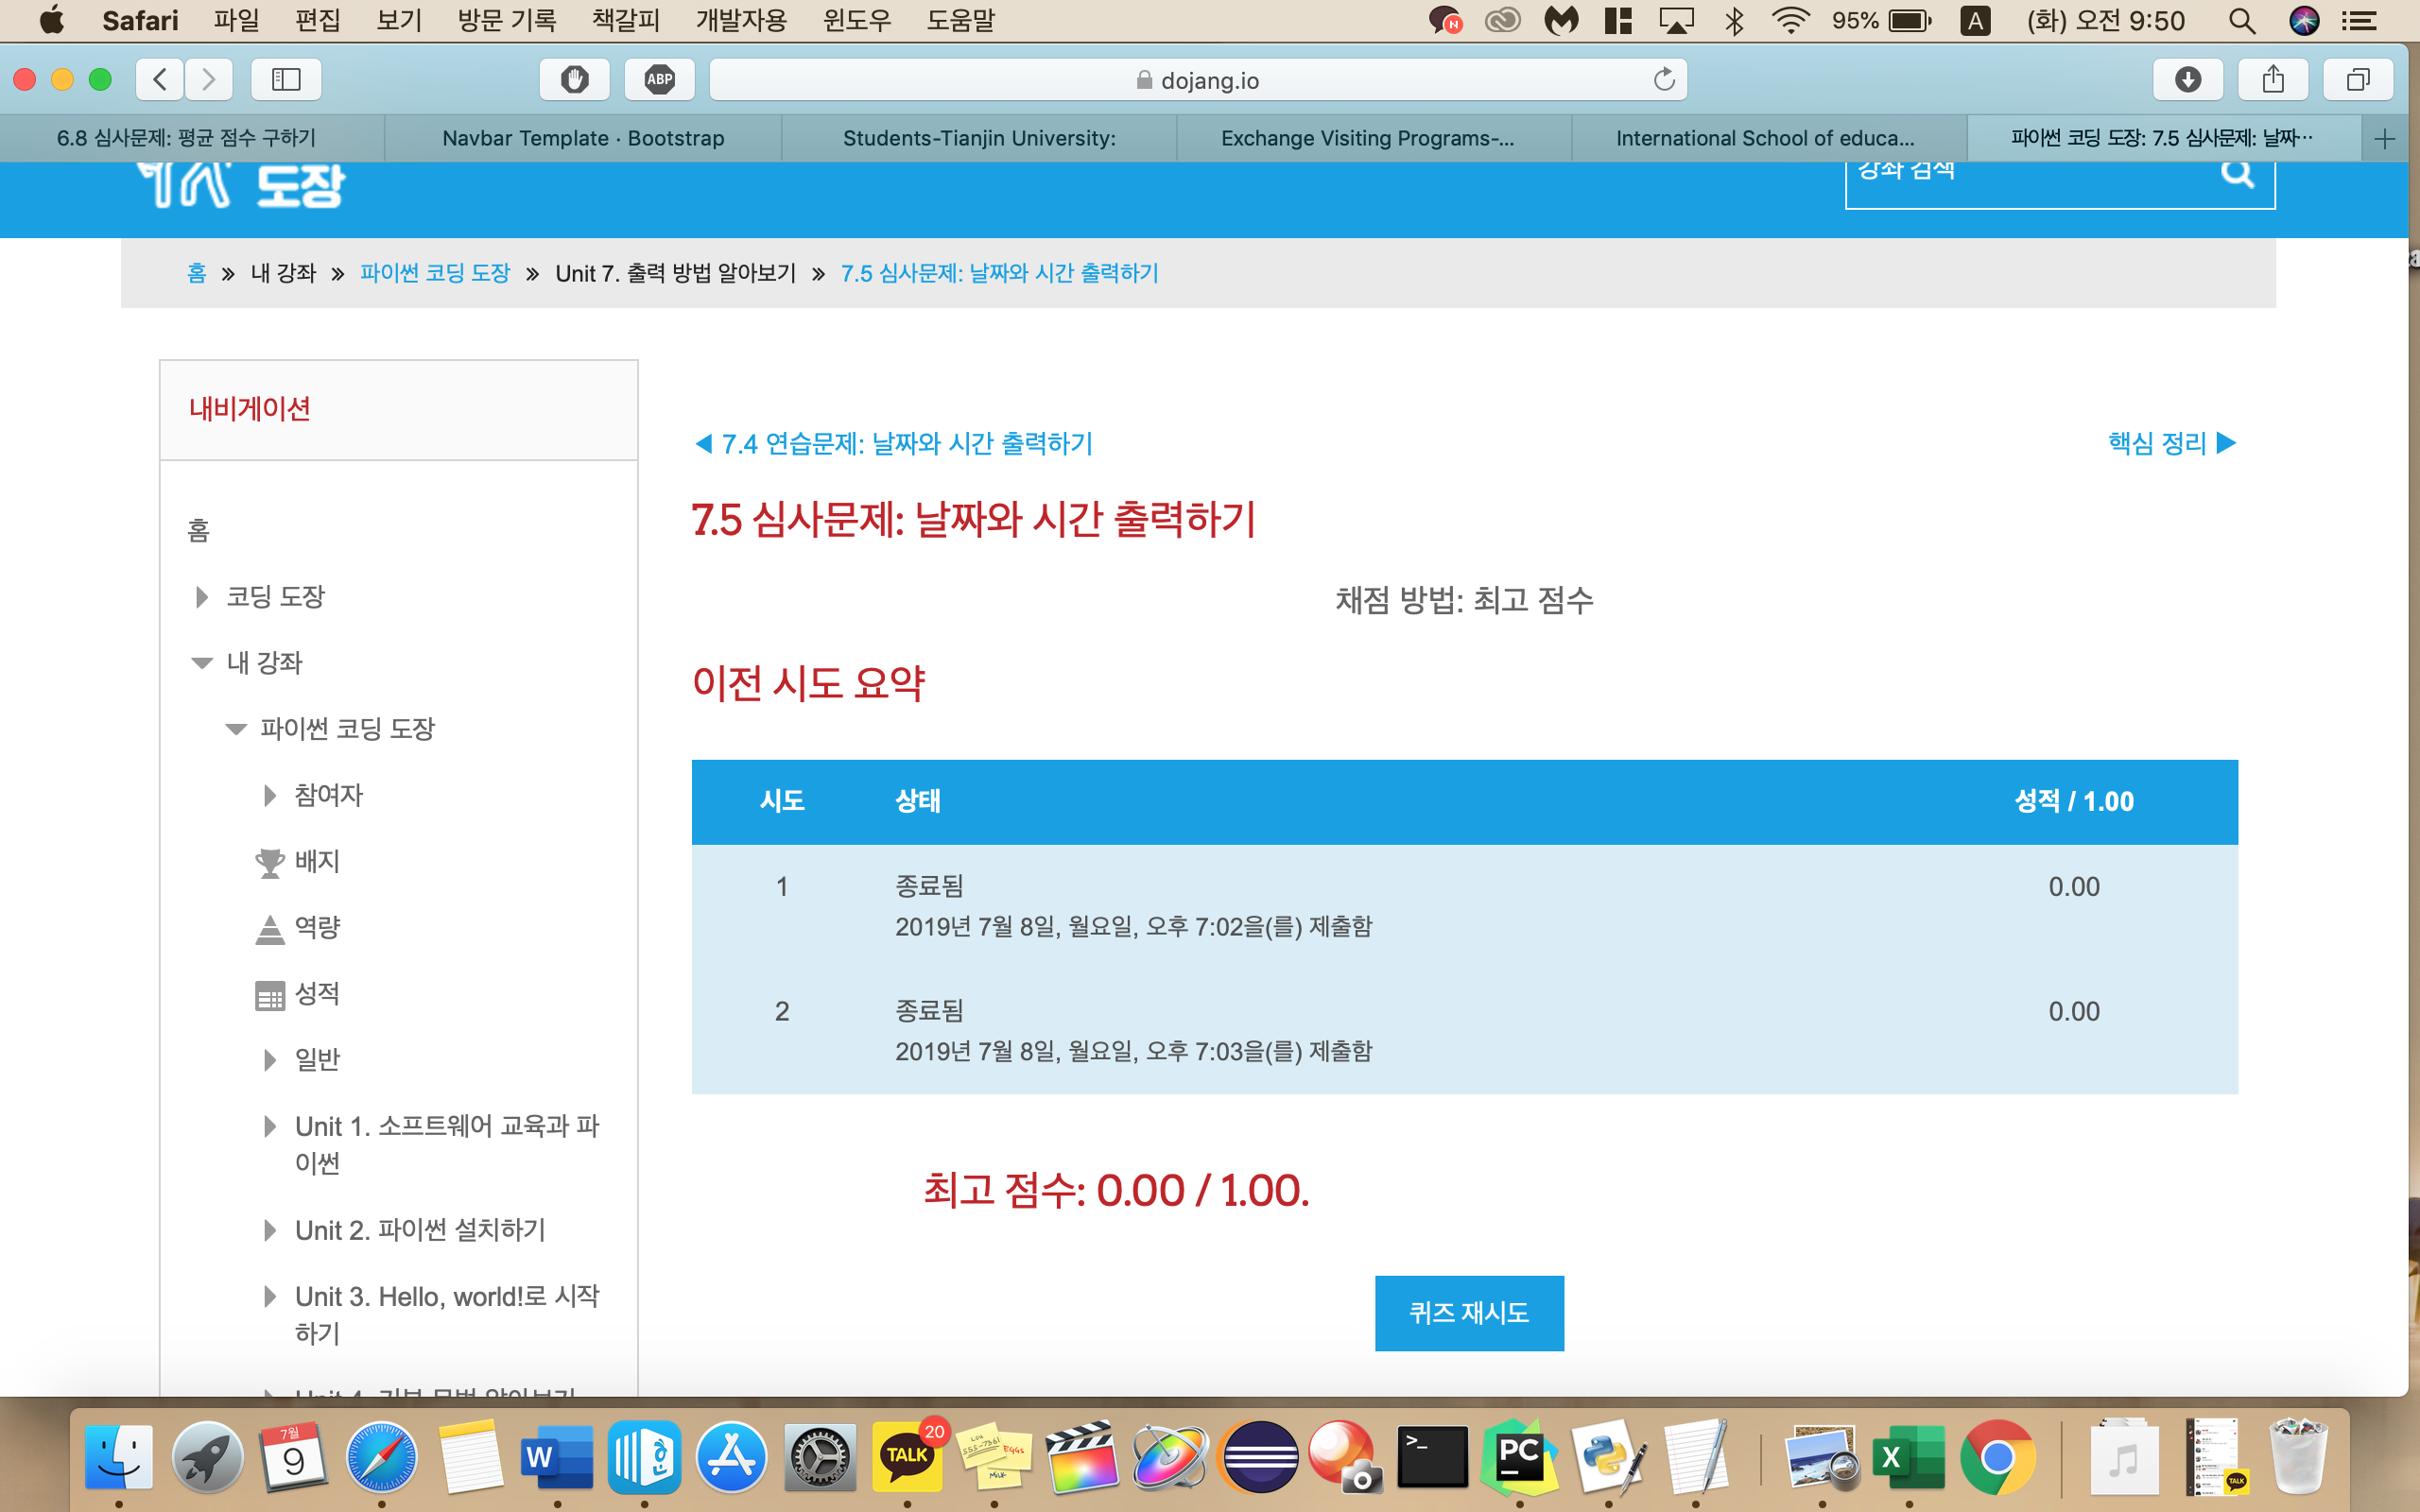 Safari 파일 편집 보기 방문 기록 책갈피 개발자용 윈도우 도움말 N 95% A (화) 오전 9:50
ABP dojang.io
6.8 심사문제: 평균 점수 구하기 Navbar Template · Bootstrap Students-Tianjin University: Exchange Visiting Programs-... International School of educa... 파이썬 코딩 도장: 7.5 심사문제: 날짜…
도장 강좌 검색
홈 » 내 강좌 » 파이썬 코딩 도장 » Unit 7. 출력 방법 알아보기 » 7.5 심사문제: 날짜와 시간 출력하기
내비게이션
홈
코딩 도장
내 강좌
파이썬 코딩 도장
참여자
배지
역량
성적
일반
Unit 1. 소프트웨어 교육과 파
이썬
Unit 2. 파이썬 설치하기
Unit 3. Hello, world!로 시작
하기
Unit 4. 기본 문법 알아보기
◀ 7.4 연습문제: 날짜와 시간 출력하기
핵심 정리 ▶
7.5 심사문제: 날짜와 시간 출력하기
채점 방법: 최고 점수
이전 시도 요약
시도 상태 성적 / 1.00
1 종료됨 0.00
2019년 7월 8일, 월요일, 오후 7:02을(를) 제출함
2 종료됨 0.00
2019년 7월 8일, 월요일, 오후 7:03을(를) 제출함
최고 점수: 0.00 / 1.00.
퀴즈 재시도
7월
9
W
TALK
20
EGGS
MILK
>_
PC
X
TALK